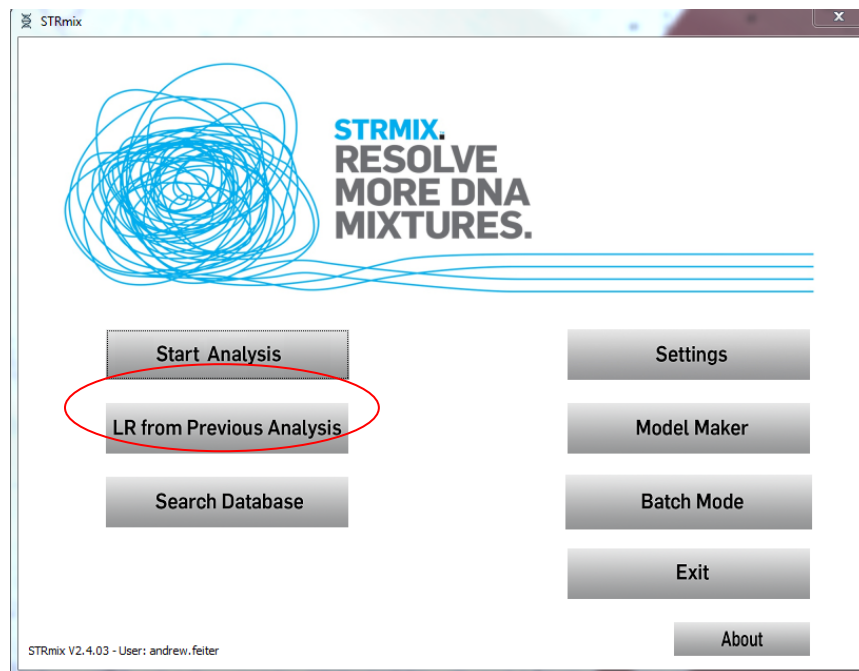 STRmix
x
STRMIX.
RESOLVE
MORE DNA
MIXTURES.
Start Analysis
Settings
LR from Previous Analysis
Model Maker
Search Database
Batch Mode
Exit
About
STRmix V2.4.03 - User: andrew.feiter